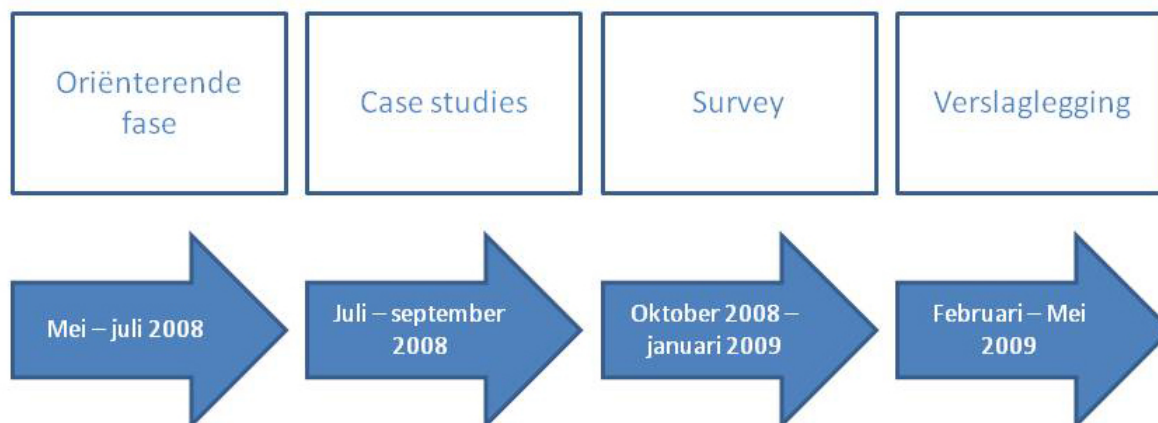 Oriënterende
fase
Case studies
Survey
Verslaglegging
Mei – juli 2008
Juli – september
2008
Oktober 2008 –
januari 2009
Februari – Mei
2009